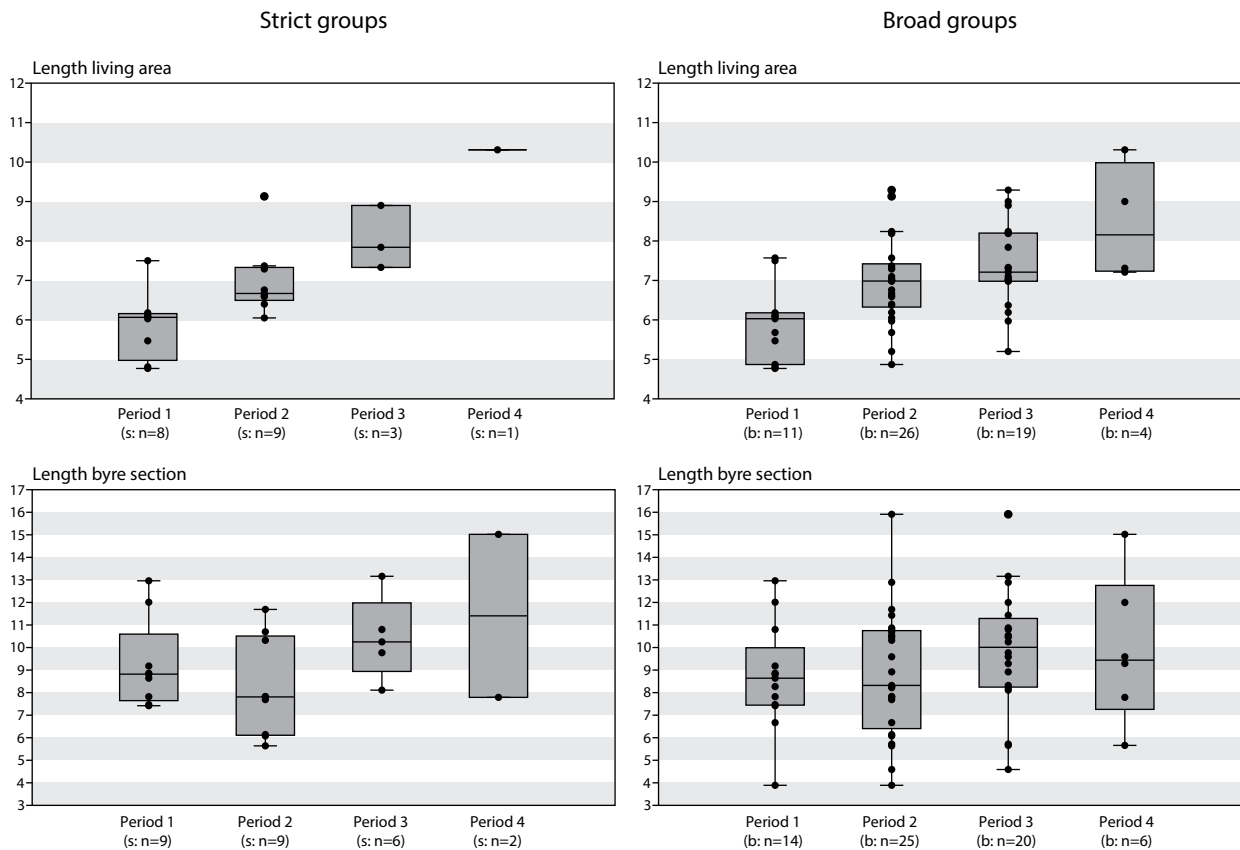 Strict groups
Broad groups
Length living area
12
11
10
9
8
7
6
5
4
Period 1
(s: n=8)
Period 2
(s: n=9)
Period 3
(s: n=3)
Period 4
(s: n=1)
Length living area
12
11
10
9
8
7
6
5
4
Period 1
(b: n=11)
Period 2
(b: n=26)
Period 3
(b: n=19)
Period 4
(b: n=4)
Length byre section
17
16
15
14
13
12
11
10
9
8
7
6
5
4
3
Period 1
(s: n=9)
Period 2
(s: n=9)
Period 3
(s: n=6)
Period 4
(s: n=2)
Length byre section
17
16
15
14
13
12
11
10
9
8
7
6
5
4
3
Period 1
(b: n=14)
Period 2
(b: n=25)
Period 3
(b: n=20)
Period 4
(b: n=6)